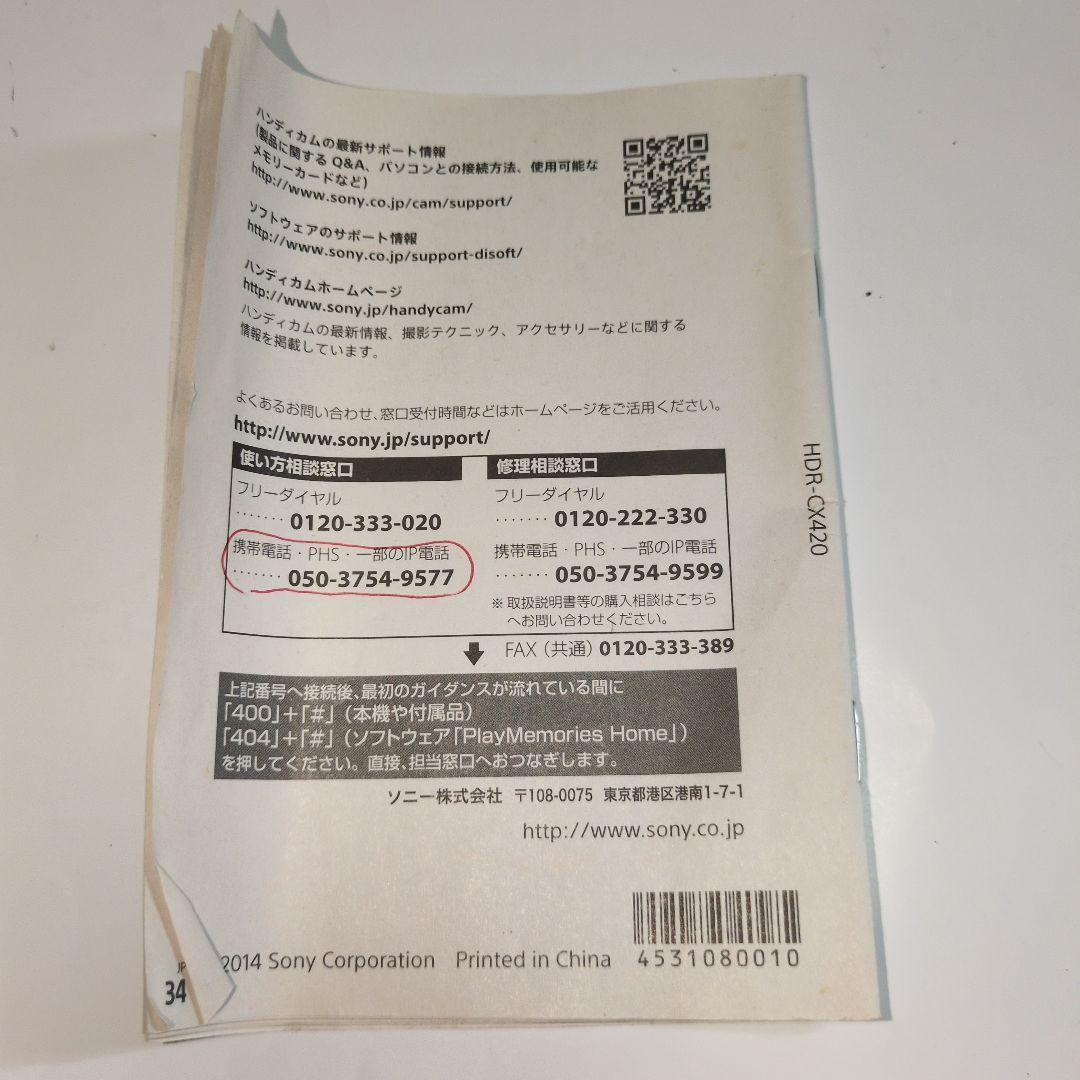 ハンディカムの最新サポート情報
(製品に関する Q&A、パソコンとの接続方法、使用可能な
メモリーカードなど)
http://www.sony.co.jp/cam/support/
ソフトウェアのサポート情報
http://www.sony.co.jp/support-disoft/
ハンディカムホームページ
http://www.sony.jp/handycam/
ハンディカムの最新情報、撮影テクニック、アクセサリーなどに関する
情報を掲載しています。
よくあるお問い合わせ、窓口受付時間などはホームページをご活用ください。
http://www.sony.jp/support/
使い方相談窓口
フリーダイヤル
‥‥‥‥ 0120-333-020
携帯電話・PHS・一部のIP電話
‥‥‥‥ 050-3754-9577
修理相談窓口
フリーダイヤル
‥‥‥‥ 0120-222-330
携帯電話・PHS・一部のIP電話
‥‥‥‥ 050-3754-9599
※ 取扱説明書等の購入相談はこちら
へお問い合わせください。
FAX（共通）0120-333-389
上記番号へ接続後、最初のガイダンスが流れている間に
「400」+「#」（本機や付属品）
「404」+「#」（ソフトウェア「PlayMemories Home」）
を押してください。直接、担当窓口へおつなぎします。
ソニー株式会社 〒108-0075 東京都港区港南1-7-1
http://www.sony.co.jp
2014 Sony Corporation Printed in China
4531080010
JP
34
HDR-CX420